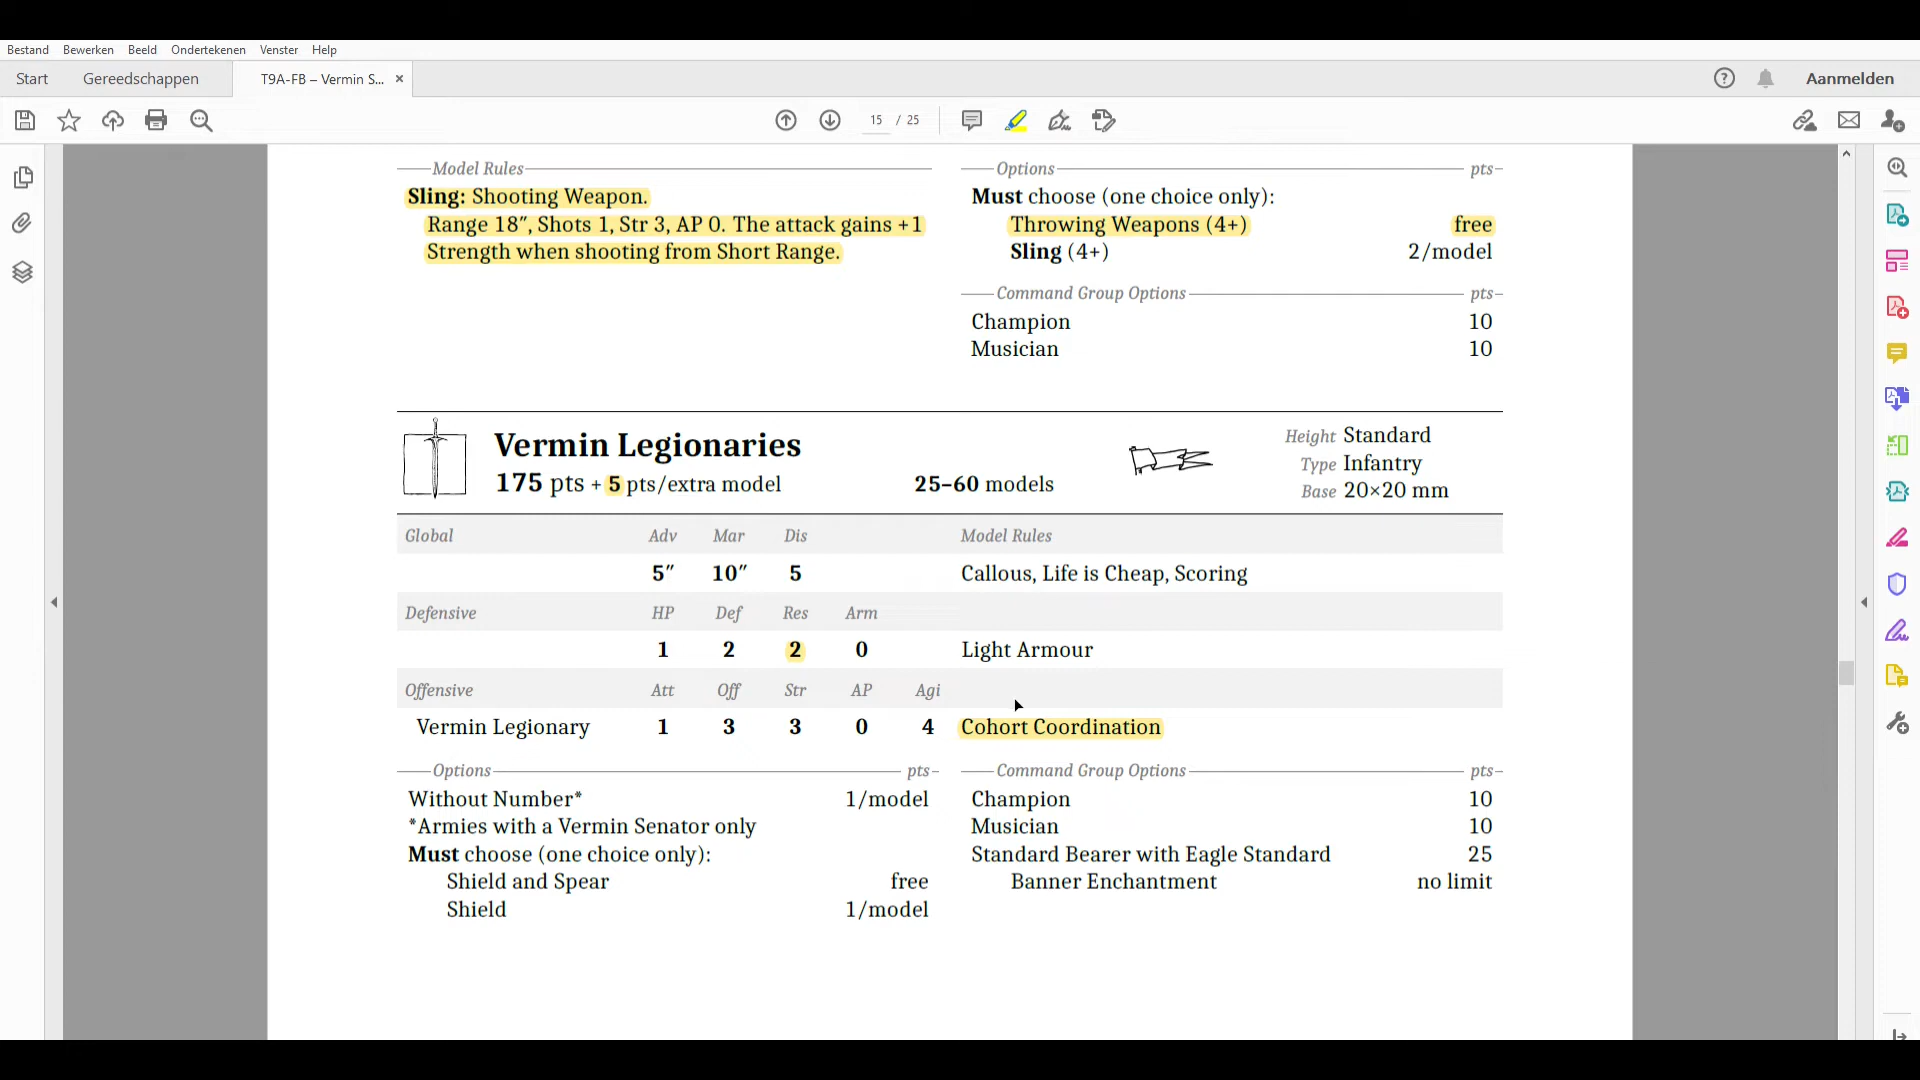 Bestand Bewerken Beeld Ondertekenen Venster Help
Start Gereedschappen T9A-FB – Vermin S... × Aanmelden
15 / 25
Model Rules
Sling: Shooting Weapon.
Range 18″, Shots 1, Str 3, AP 0. The attack gains +1
Strength when shooting from Short Range.
Options pts
Must choose (one choice only):
Throwing Weapons (4+) free
Sling (4+) 2/model
Command Group Options pts
Champion 10
Musician 10
Vermin Legionaries
175 pts + 5 pts/extra model 25–60 models
Height Standard
Type Infantry
Base 20×20 mm
Global Adv Mar Dis Model Rules
5″ 10″ 5 Callous, Life is Cheap, Scoring
Defensive HP Def Res Arm
1 2 2 0 Light Armour
Offensive Att Off Str AP Agi
Vermin Legionary 1 3 3 0 4 Cohort Coordination
Options pts
Without Number* 1/model
*Armies with a Vermin Senator only
Must choose (one choice only):
Shield and Spear free
Shield 1/model
Command Group Options pts
Champion 10
Musician 10
Standard Bearer with Eagle Standard 25
Banner Enchantment no limit